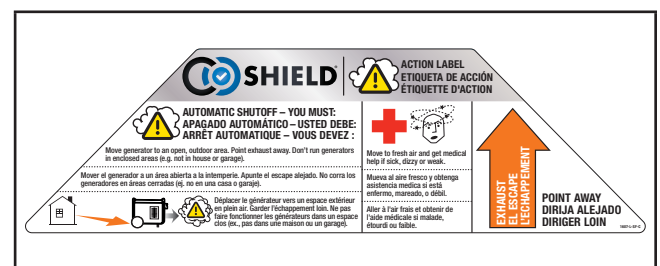 CO SHIELD®
ACTION LABEL
ETIQUETA DE ACCIÓN
ÉTIQUETTE D'ACTION
AUTOMATIC SHUTOFF – YOU MUST:
APAGADO AUTOMÁTICO – USTED DEBE:
ARRÊT AUTOMATIQUE – VOUS DEVEZ :
Move generator to an open, outdoor area. Point exhaust away. Don't run generators
in enclosed areas (e.g. not in house or garage).
Mover el generador a un área abierta a la intemperie. Apunte el escape alejado. No corra los
generadores en áreas cerradas (ej. no en una casa o garaje).
Déplacer le générateur vers un espace extérieur
en plein air. Garder l'échappement loin. Ne pas
faire fonctionner les générateurs dans un espace
clos (ex., pas dans une maison ou un garage).
Move to fresh air and get medical
help if sick, dizzy or weak.
Mueva al aire fresco y obtenga
asistencia medica si está
enfermo, mareado, o débil.
Aller à l'air frais et obtenir de
l'aide médicale si malade,
étourdi ou faible.
EXHAUST
EL ESCAPE
L'ÉCHAPPEMENT
POINT AWAY
DIRIJA ALEJADO
DIRIGER LOIN